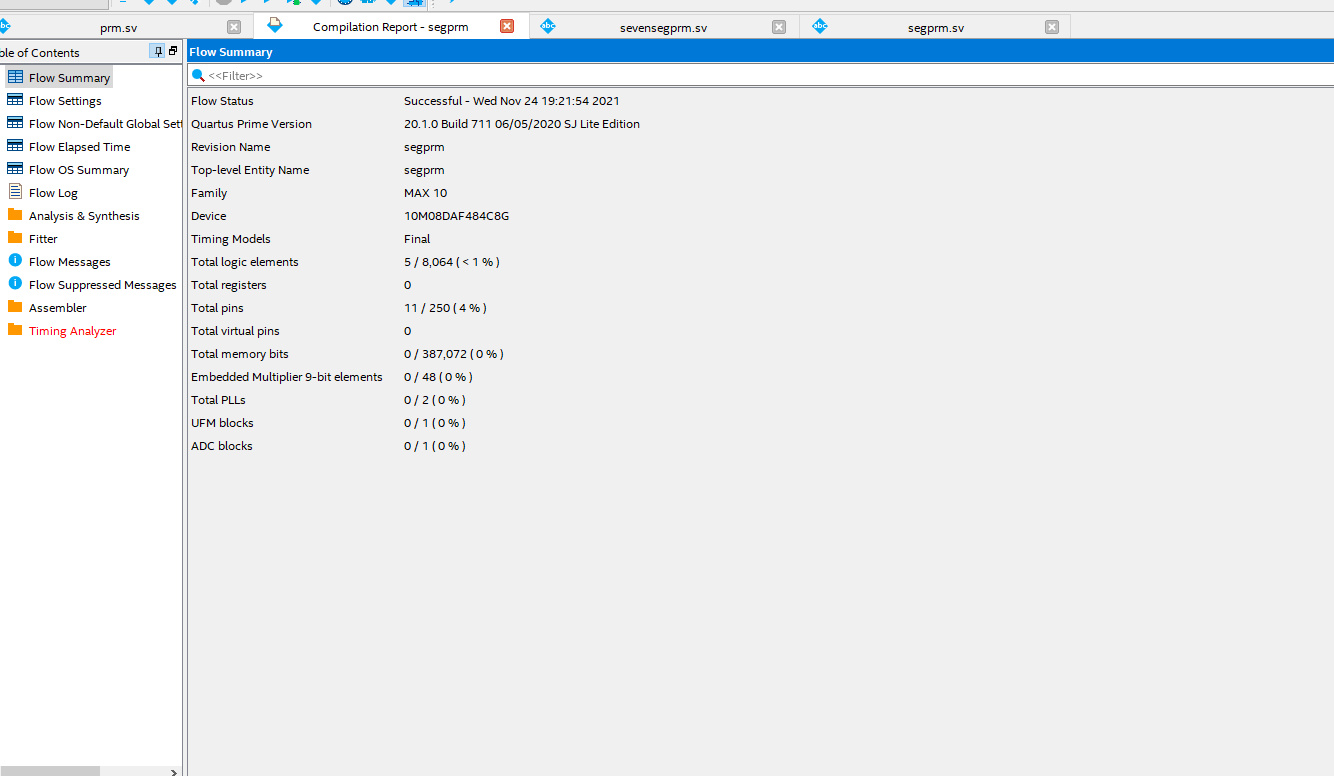 prm.sv
Compilation Report - segprm
sevensegprm.sv
segprm.sv
ble of Contents
Flow Summary
Flow Settings
Flow Non-Default Global Sett
Flow Elapsed Time
Flow OS Summary
Flow Log
Analysis & Synthesis
Fitter
Flow Messages
Flow Suppressed Messages
Assembler
Timing Analyzer
Flow Summary
<<Filter>>
Flow Status Successful - Wed Nov 24 19:21:54 2021
Quartus Prime Version 20.1.0 Build 711 06/05/2020 SJ Lite Edition
Revision Name segprm
Top-level Entity Name segprm
Family MAX 10
Device 10M08DAF484C8G
Timing Models Final
Total logic elements 5 / 8,064 ( < 1 % )
Total registers 0
Total pins 11 / 250 ( 4 % )
Total virtual pins 0
Total memory bits 0 / 387,072 ( 0 % )
Embedded Multiplier 9-bit elements 0 / 48 ( 0 % )
Total PLLs 0 / 2 ( 0 % )
UFM blocks 0 / 1 ( 0 % )
ADC blocks 0 / 1 ( 0 % )